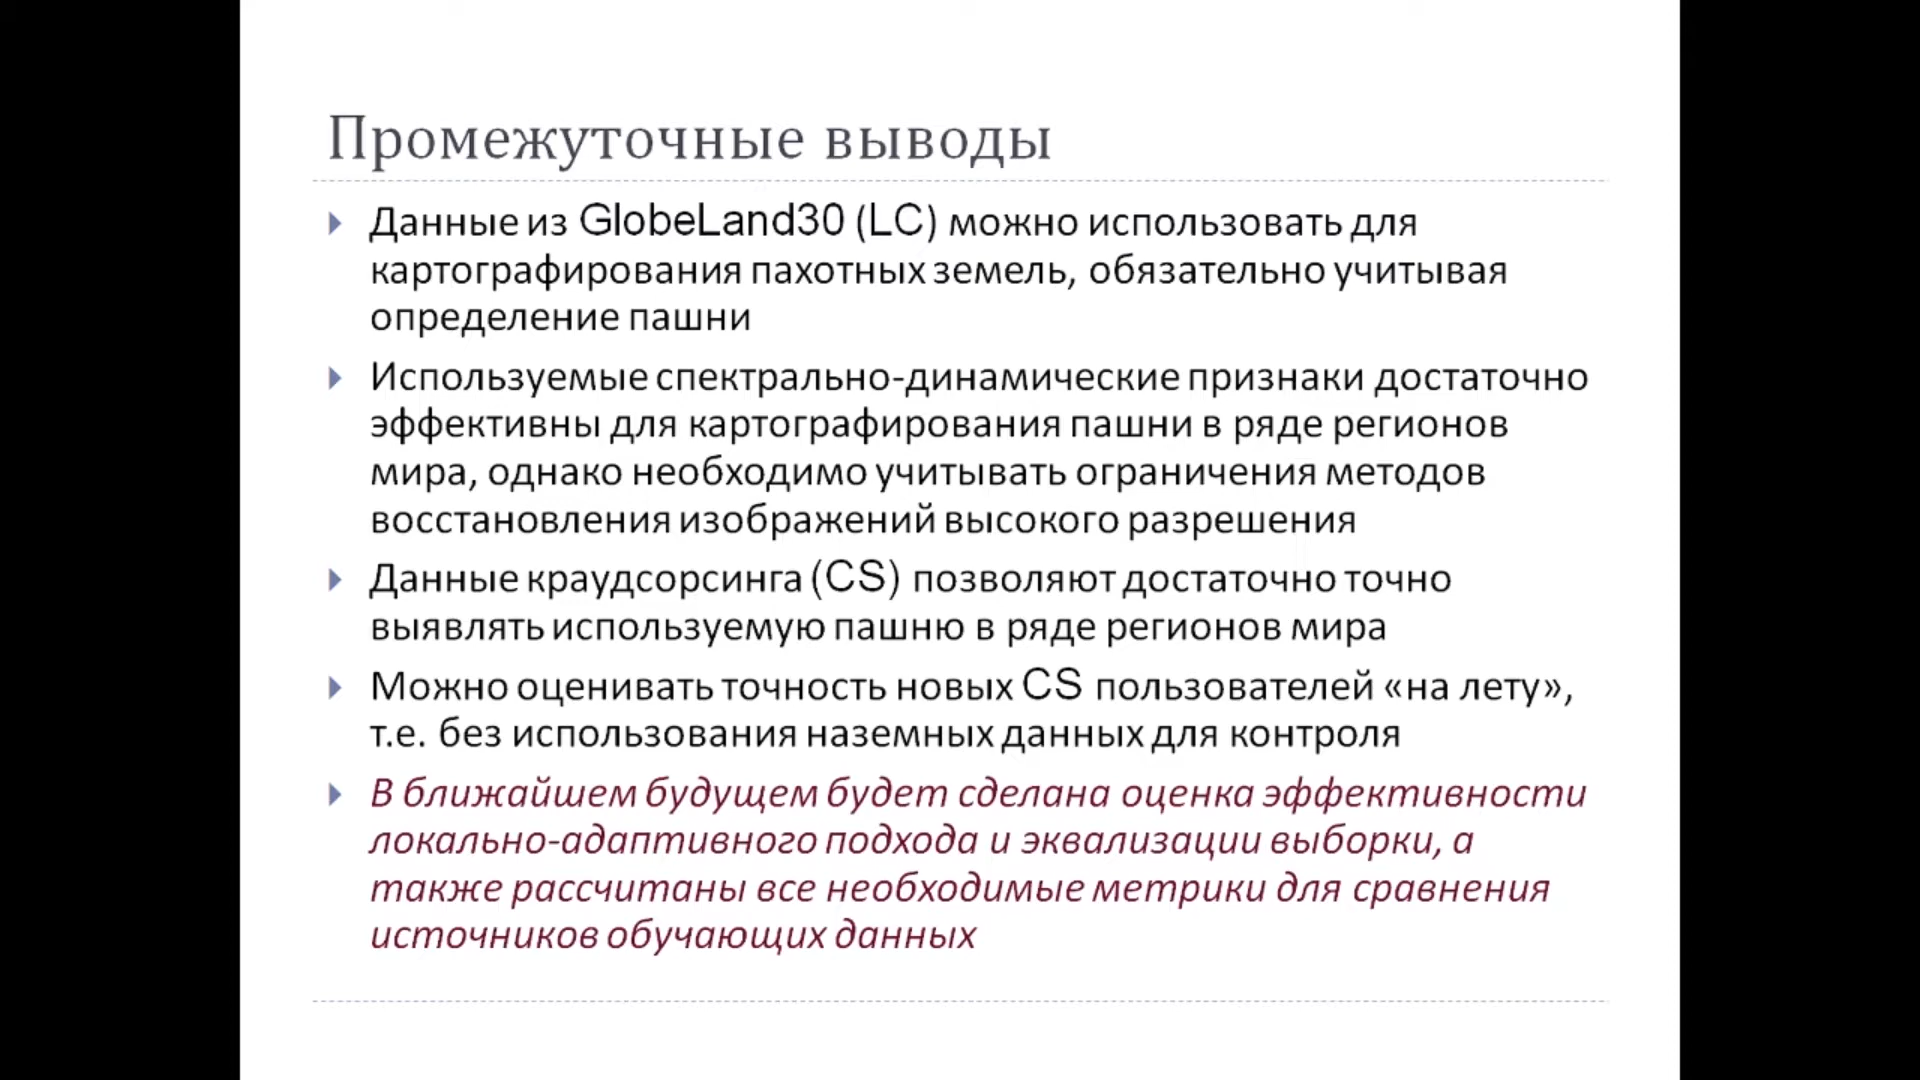 Промежуточные выводы
Данные из GlobeLand30 (LC) можно использовать для
картографирования пахотных земель, обязательно учитывая
определение пашни
Используемые спектрально-динамические признаки достаточно
эффективны для картографирования пашни в ряде регионов
мира, однако необходимо учитывать ограничения методов
восстановления изображений высокого разрешения
Данные краудсорсинга (CS) позволяют достаточно точно
выявлять используемую пашню в ряде регионов мира
Можно оценивать точность новых CS пользователей «на лету»,
т.е. без использования наземных данных для контроля
В ближайшем будущем будет сделана оценка эффективности
локально-адаптивного подхода и эквализации выборки, а
также рассчитаны все необходимые метрики для сравнения
источников обучающих данных